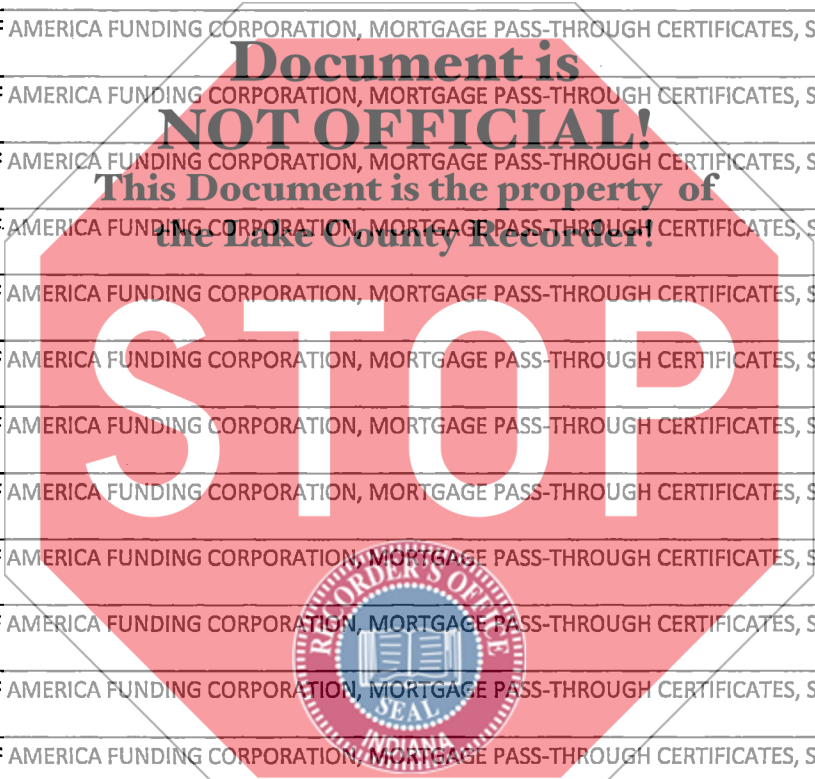 AMERICA FUNDING CORPORATION, MORTGAGE PASS-THROUGH CERTIFICATES, S
Document is
AMERICA FUNDING CORPORATION, MORTGAGE PASS-THROUGH CERTIFICATES, S
NOT OFFICIAL!
AMERICA FUNDING CORPORATION, MORTGAGE PASS-THROUGH CERTIFICATES, S
This Document is the property of
AMERICA FUNDING CORPORATION, MORTGAGE PASS-THROUGH CERTIFICATES, S
the Lake County Recorder!
AMERICA FUNDING CORPORATION, MORTGAGE PASS-THROUGH CERTIFICATES, S
AMERICA FUNDING CORPORATION, MORTGAGE PASS-THROUGH CERTIFICATES, S
STOP
AMERICA FUNDING CORPORATION, MORTGAGE PASS-THROUGH CERTIFICATES, S
AMERICA FUNDING CORPORATION, MORTGAGE PASS-THROUGH CERTIFICATES, S
AMERICA FUNDING CORPORATION, MORTGAGE PASS-THROUGH CERTIFICATES, S
RECORDER'S OFFICE
AMERICA FUNDING CORPORATION, MORTGAGE PASS-THROUGH CERTIFICATES, S
AMERICA FUNDING CORPORATION, MORTGAGE PASS-THROUGH CERTIFICATES, S
SEAL
INDIANA
AMERICA FUNDING CORPORATION, MORTGAGE PASS-THROUGH CERTIFICATES, S